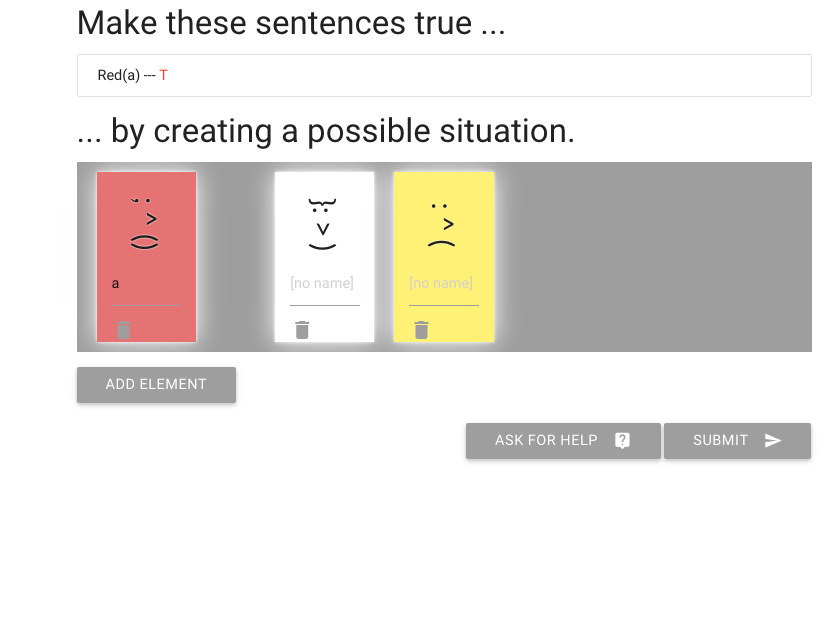 Make these sentences true ...
Red(a) --- T
... by creating a possible situation.
a
[no name]
[no name]
ADD ELEMENT
ASK FOR HELP
SUBMIT